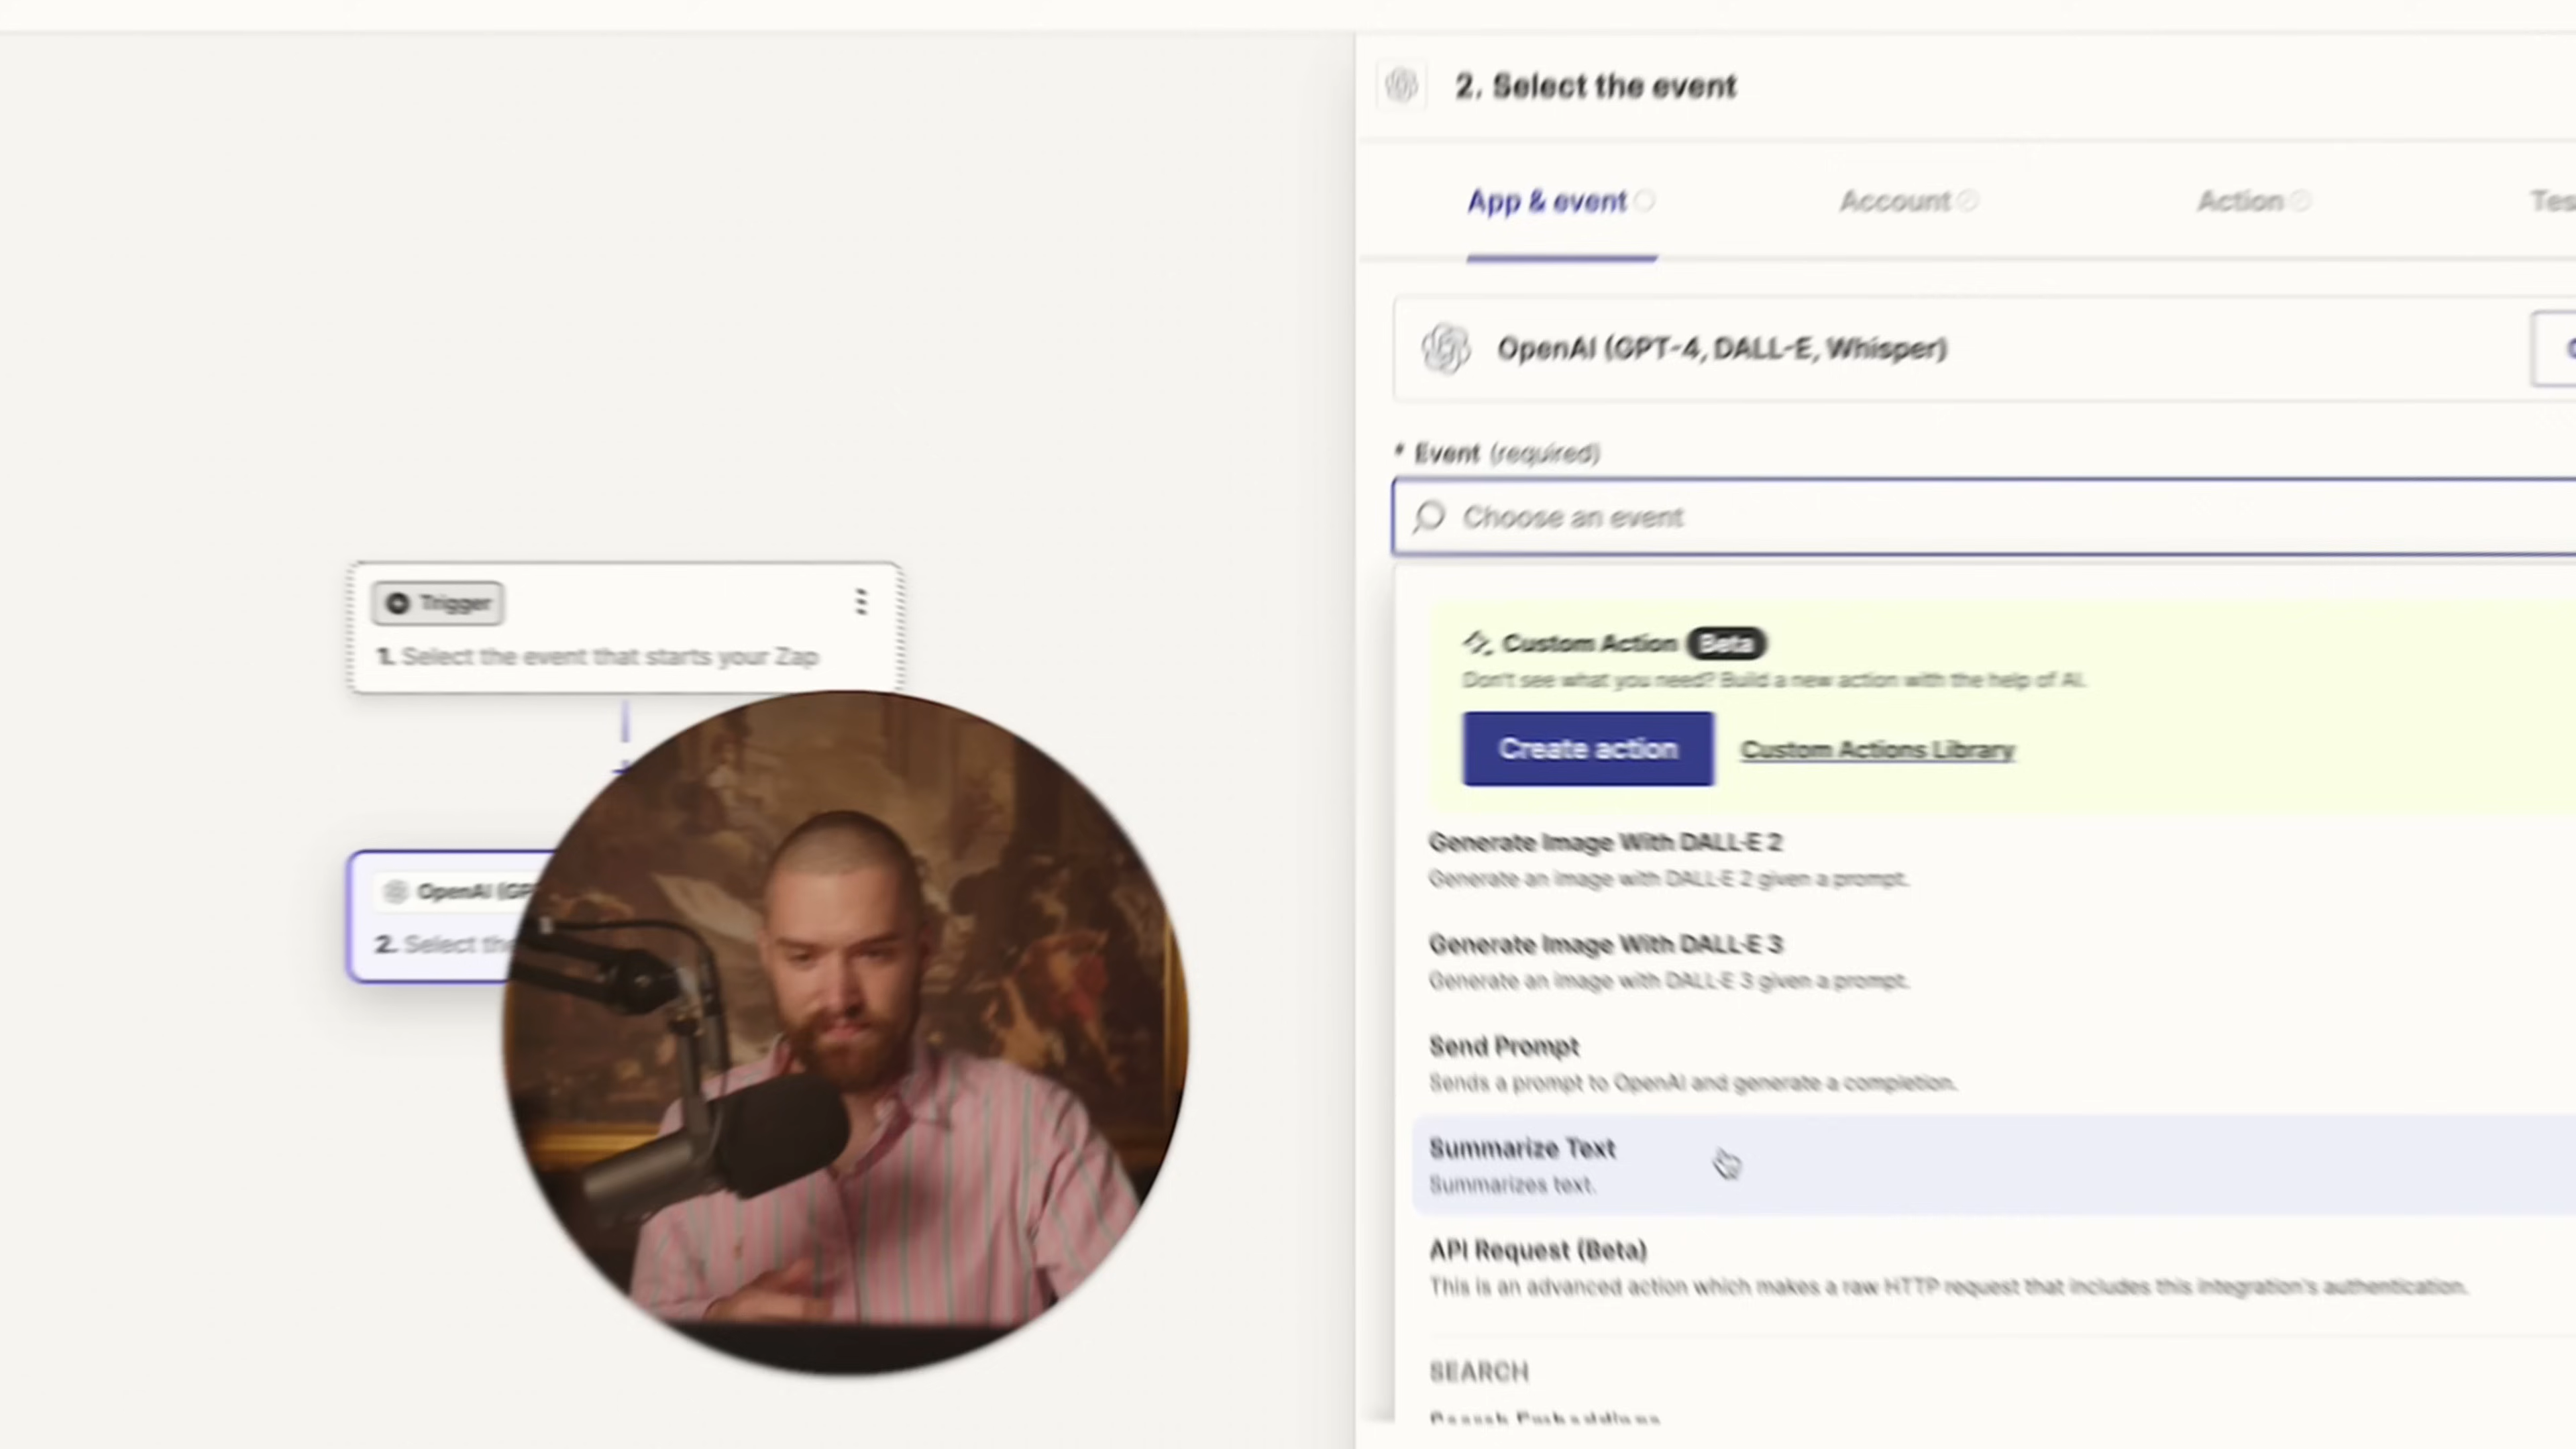 2. Select the event
App & event
Account
Action
OpenAI (GPT-4, DALL-E, Whisper)
* Event (required)
Choose an event
Trigger
1. Select the event that starts your Zap
Custom Action Beta
Don't see what you need? Build a new action with the help of AI.
Create action
Custom Actions Library
Generate Image With DALL-E 2
Generate an image with DALL-E 2 given a prompt.
OpenAI (GP
2. Select the
Generate Image With DALL-E 3
Generate an image with DALL-E 3 given a prompt.
Send Prompt
Sends a prompt to OpenAI and generate a completion.
Summarize Text
Summarizes text.
API Request (Beta)
This is an advanced action which makes a raw HTTP request that includes this integration's authentication.
SEARCH